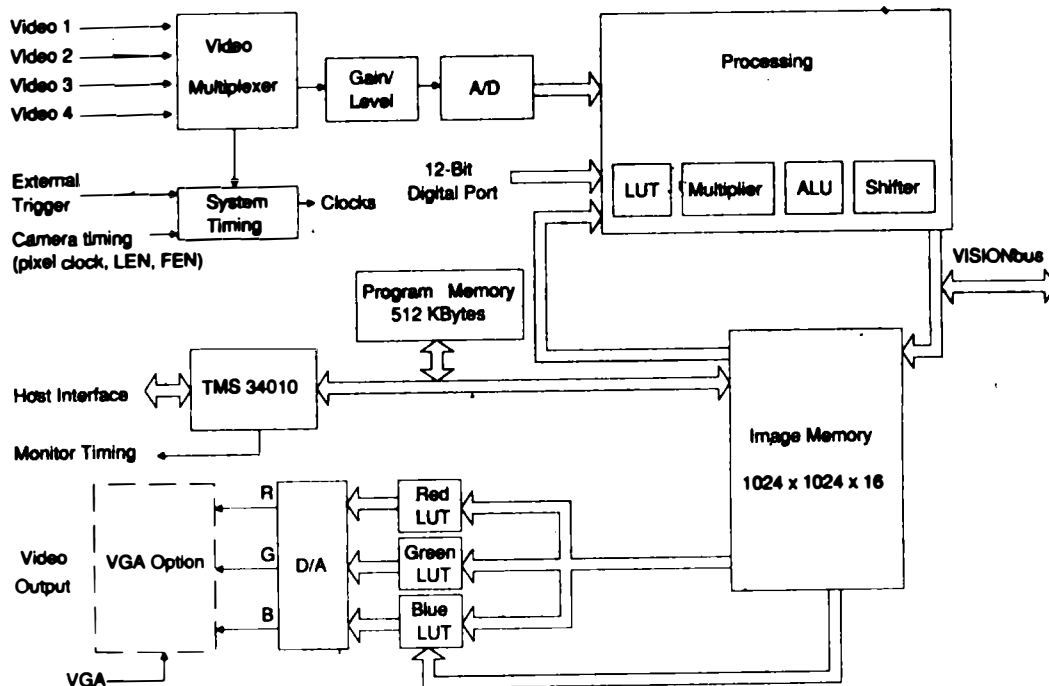 Video 1
Video 2
Video 3
Video 4
Video
Multiplexer
Gain/
Level
A/D
Processing
LUT
Multiplier
ALU
Shifter
12-Bit
Digital Port
External
Trigger
System
Timing
Clocks
Camera timing
(pixel clock, LEN, FEN)
VISIONbus
Program Memory
512 KBytes
Host Interface
TMS 34010
Monitor Timing
Image Memory
1024 x 1024 x 16
Video
Output
VGA Option
R
G
B
D/A
Red
LUT
Green
LUT
Blue
LUT
VGA